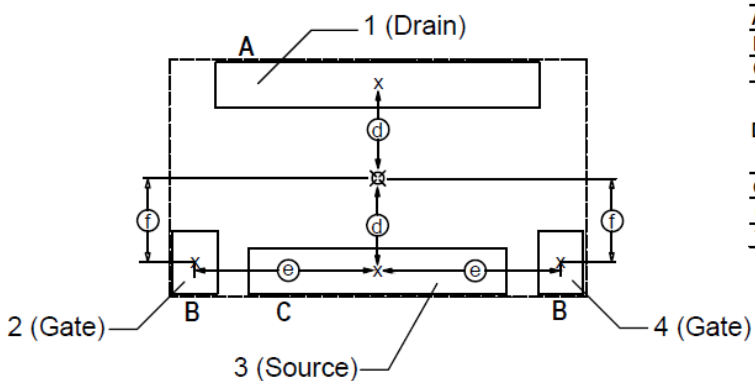 1 (Drain)
A
x
d
f
d
f
x
e
x
e
x
B
C
B
2 (Gate)
4 (Gate)
3 (Source)